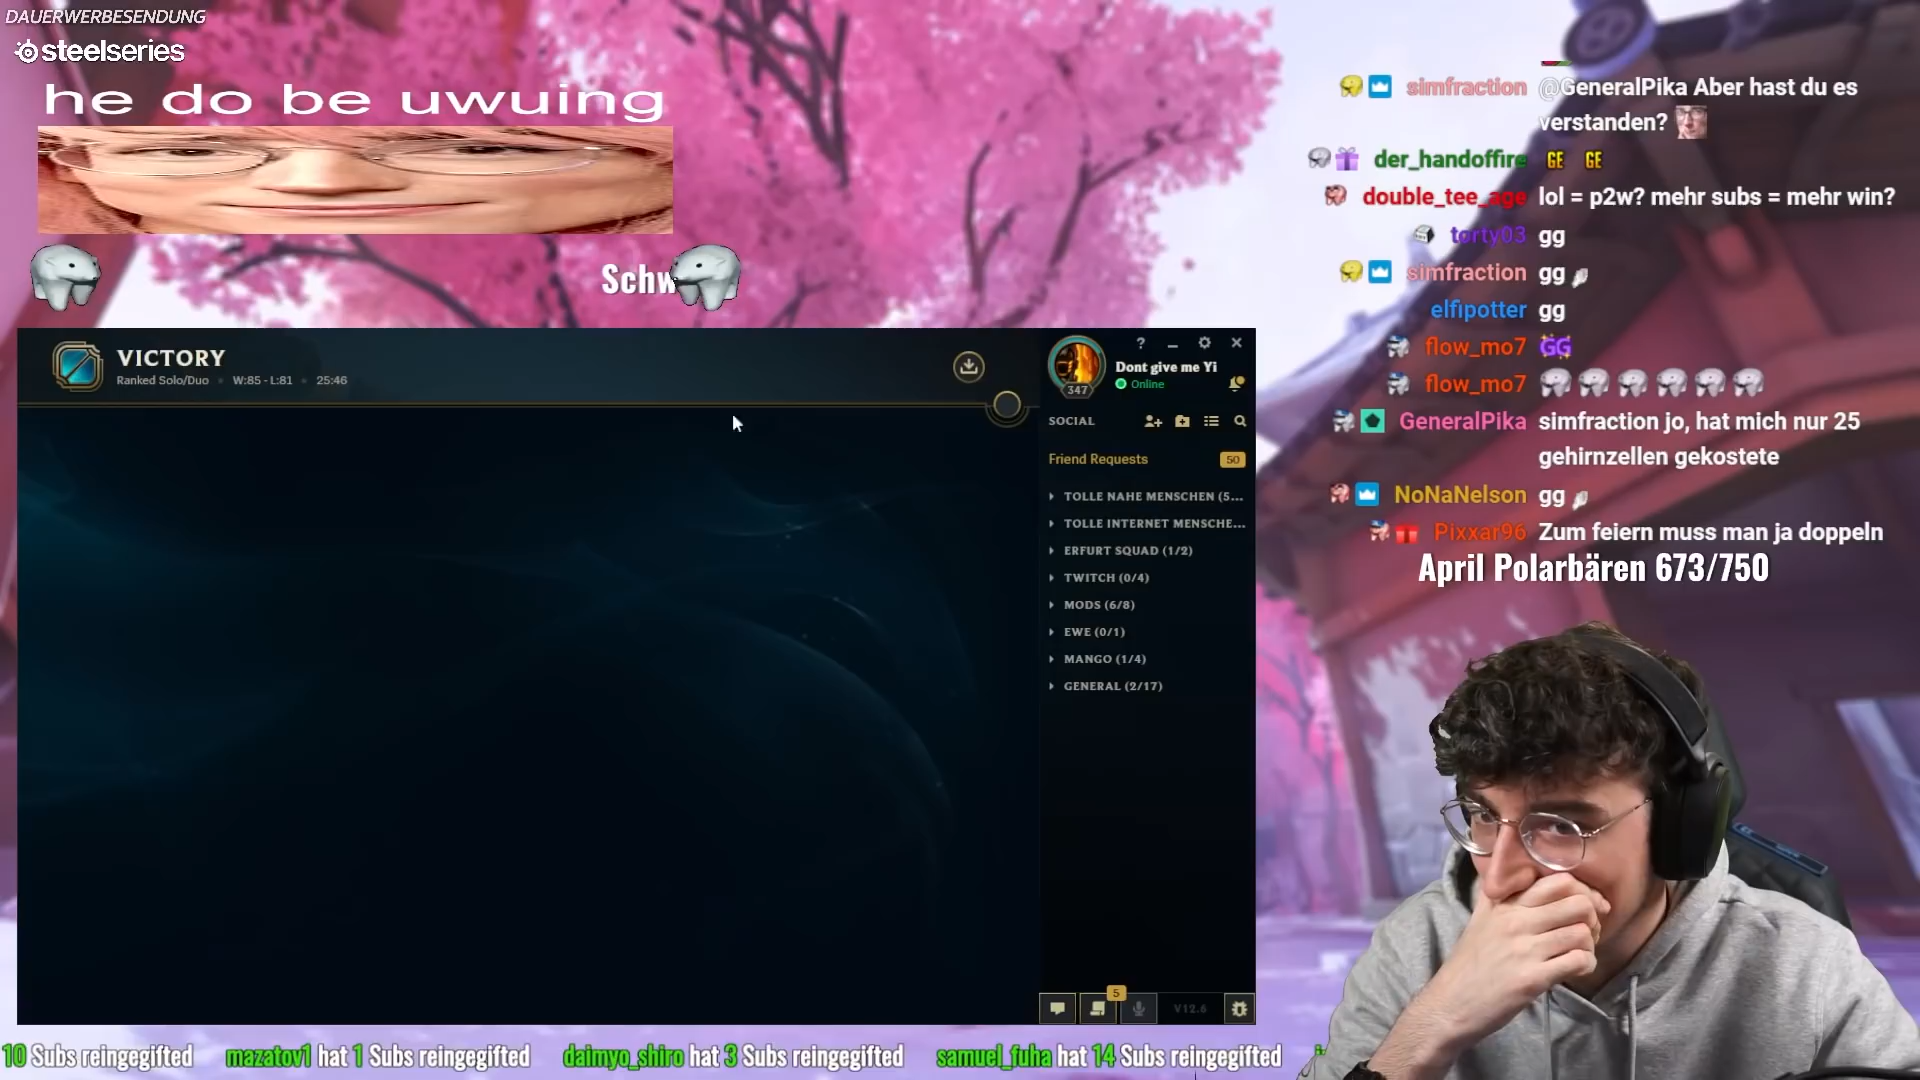 DAUERWERBESENDUNG
steelseries
he do be uwuing
Schw
VICTORY
Ranked Solo/Duo • W:85 - L:81 • 25:46
347
Dont give me Yi
Online
SOCIAL
Friend Requests 50
TOLLE NAHE MENSCHEN (5...
TOLLE INTERNET MENSCHE...
ERFURT SQUAD (1/2)
TWITCH (0/4)
MODS (6/8)
EWE (0/1)
MANGO (1/4)
GENERAL (2/17)
5
V12.6
simfraction @GeneralPika Aber hast du es
verstanden?
der_handoffire GE GE
double_tee_age lol = p2w? mehr subs = mehr win?
torty03 gg
simfraction gg
elfipotter gg
flow_mo7 GG
flow_mo7
GeneralPika simfraction jo, hat mich nur 25
gehirnzellen gekostete
NoNaNelson gg
Pixxar96 Zum feiern muss man ja doppeln
April Polarbären 673/750
10 Subs reingegifted mazatov1 hat 1 Subs reingegifted daimyo_shiro hat 3 Subs reingegifted samuel_fuha hat 14 Subs reingegifted